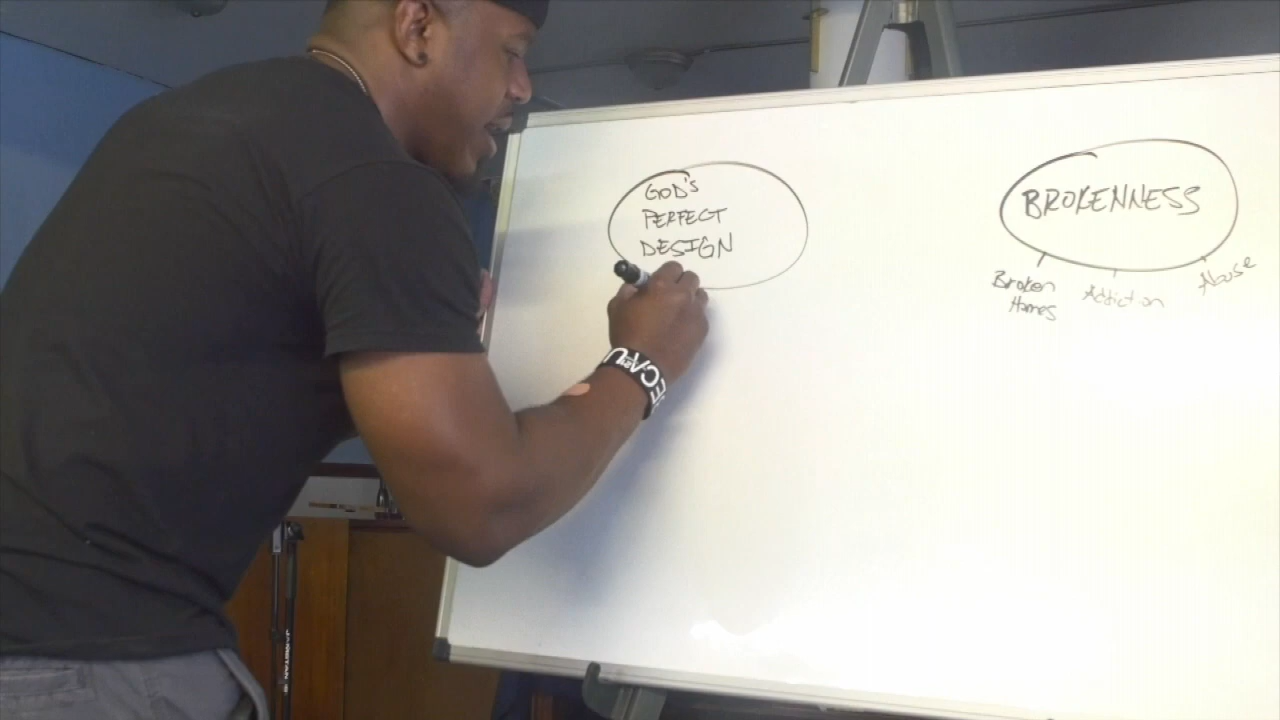 GOD'S
PERFECT
DESIGN
BROKENNESS
Broken
Homes
Addiction
Abuse